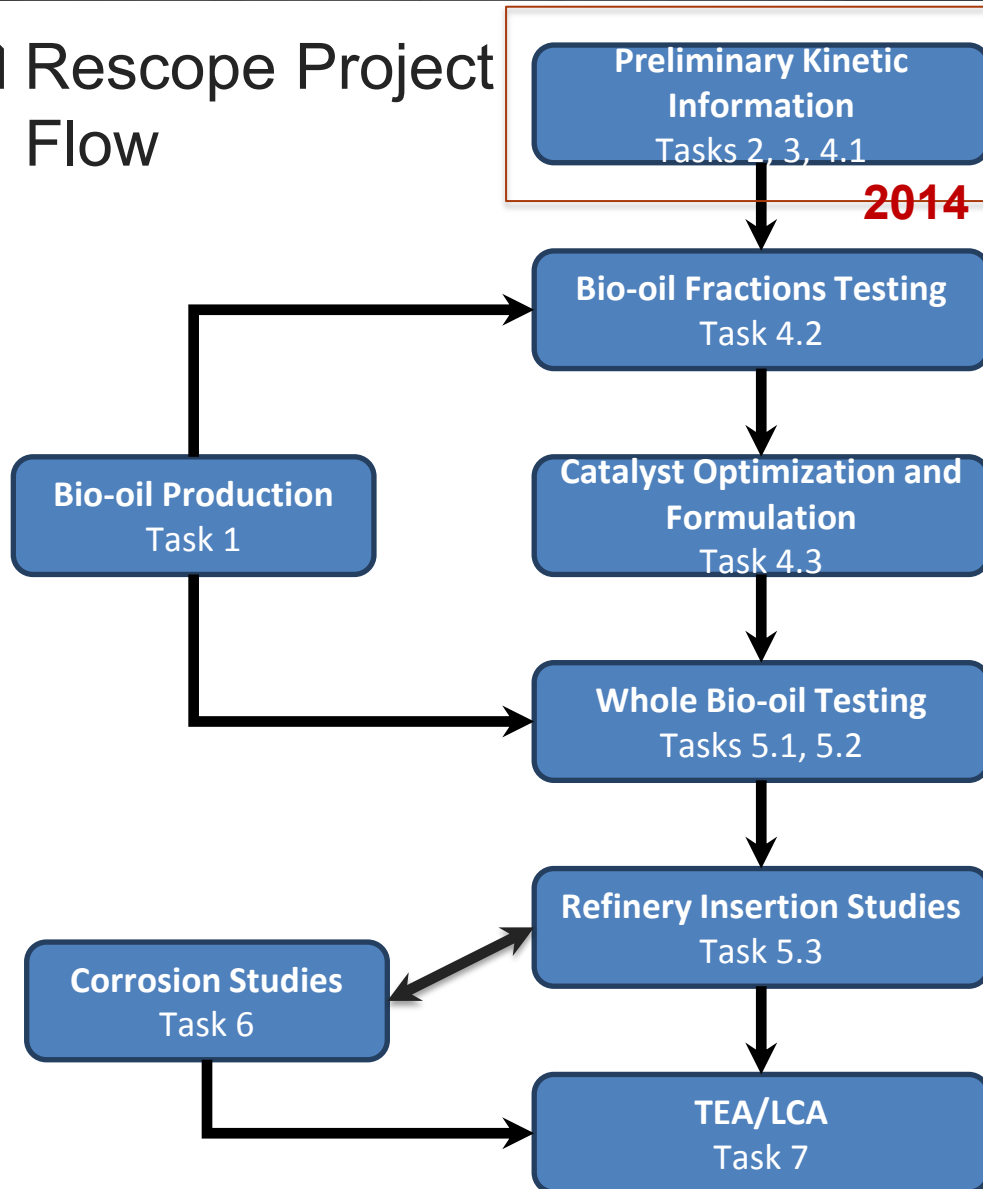 Rescope Project
Flow
Preliminary Kinetic
Information
Tasks 2, 3, 4.1
2014
Bio-oil Fractions Testing
Task 4.2
Bio-oil Production
Task 1
Catalyst Optimization and
Formulation
Task 4.3
Whole Bio-oil Testing
Tasks 5.1, 5.2
Refinery Insertion Studies
Task 5.3
Corrosion Studies
Task 6
TEA/LCA
Task 7